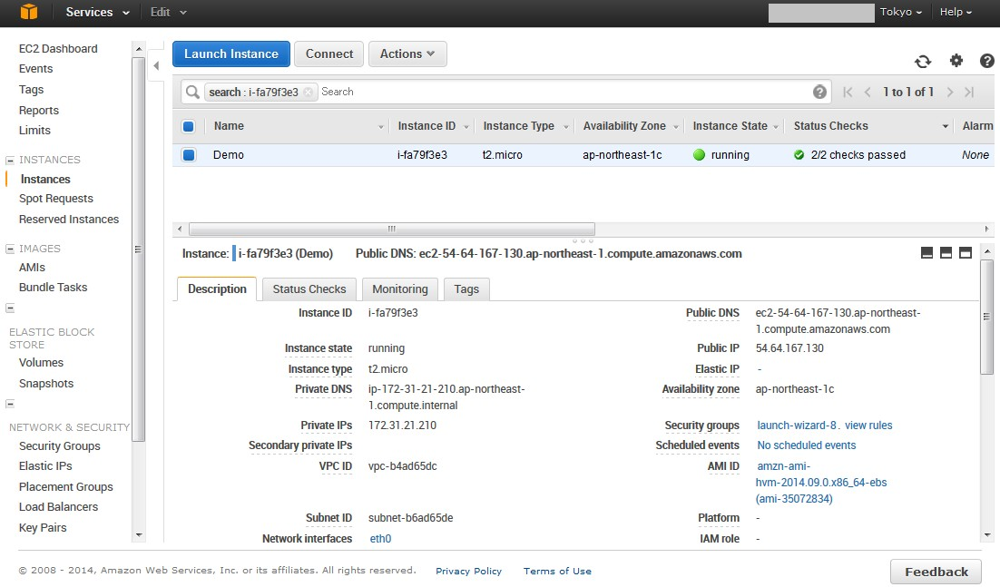 Services Edit Tokyo Help
EC2 Dashboard
Events
Tags
Reports
Limits
INSTANCES
Instances
Spot Requests
Reserved Instances
IMAGES
AMIs
Bundle Tasks
ELASTIC BLOCK
STORE
Volumes
Snapshots
NETWORK & SECURITY
Security Groups
Elastic IPs
Placement Groups
Load Balancers
Key Pairs
Launch Instance Connect Actions
search : i-fa79f3e3 Search 1 to 1 of 1
Name Instance ID Instance Type Availability Zone Instance State Status Checks Alarm
Demo i-fa79f3e3 t2.micro ap-northeast-1c running 2/2 checks passed None
Instance: i-fa79f3e3 (Demo) Public DNS: ec2-54-64-167-130.ap-northeast-1.compute.amazonaws.com
Description Status Checks Monitoring Tags
Instance ID i-fa79f3e3 Public DNS ec2-54-64-167-130.ap-northeast-
1.compute.amazonaws.com
Instance state running Public IP 54.64.167.130
Instance type t2.micro Elastic IP -
Private DNS ip-172-31-21-210.ap-northeast- Availability zone ap-northeast-1c
1.compute.internal
Private IPs 172.31.21.210 Security groups launch-wizard-8. view rules
Secondary private IPs Scheduled events No scheduled events
VPC ID vpc-b4ad65dc AMI ID amzn-ami-
hvm-2014.09.0.x86_64-ebs
(ami-35072834)
Subnet ID subnet-b6ad65de Platform -
Network interfaces eth0 IAM role -
© 2008 - 2014, Amazon Web Services, Inc. or its affiliates. All rights reserved. Privacy Policy Terms of Use Feedback